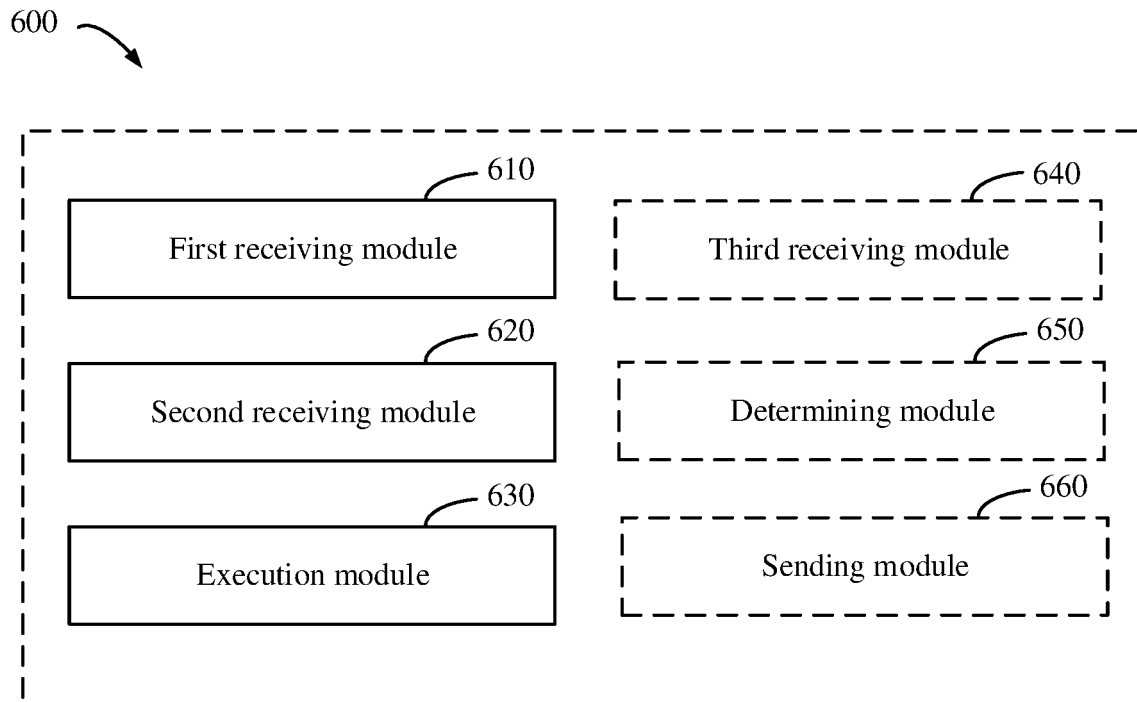 600
610
First receiving module
620
Second receiving module
630
Execution module
640
Third receiving module
650
Determining module
660
Sending module